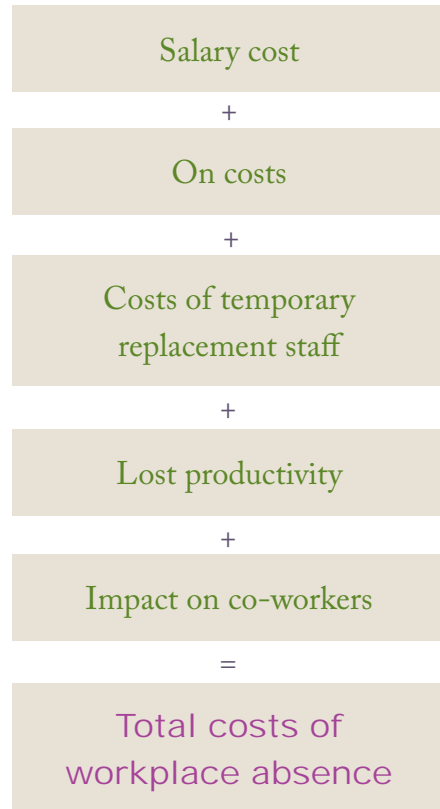 Salary cost
+
On costs
+
Costs of temporary
replacement staff
+
Lost productivity
+
Impact on co-workers
=
Total costs of
workplace absence